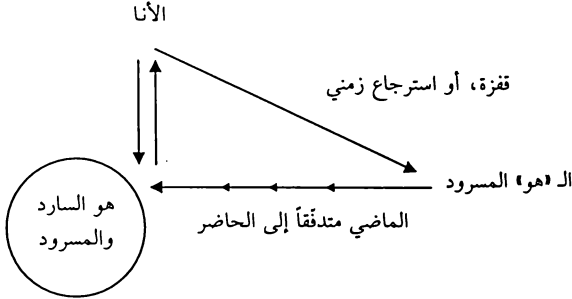 الأنا
قفزة، أو استرجاع زمني
الـ «هو» المسرود
هو السارد
والمسرود
الماضي متدفّقاً إلى الحاضر